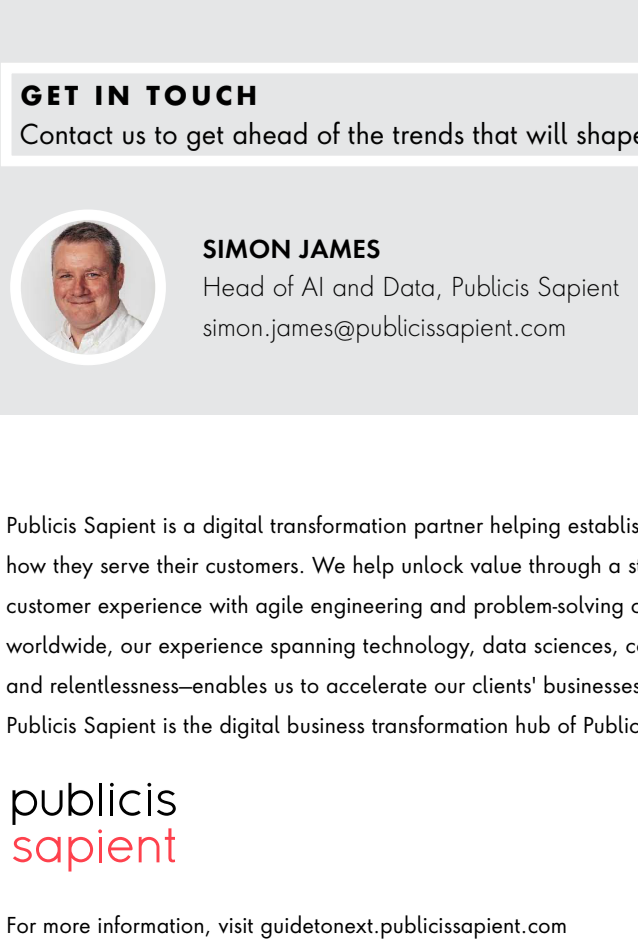 GET IN TOUCH
Contact us to get ahead of the trends that will shape
SIMON JAMES
Head of AI and Data, Publicis Sapient
simon.james@publicissapient.com
Publicis Sapient is a digital transformation partner helping
how they serve their customers. We help unlock value through a
customer experience with agile engineering and problem-solving
worldwide, our experience spanning technology, data sciences,
and relentlessness—enables us to accelerate our clients' businesses
Publicis Sapient is the digital business transformation hub of
publicis
sapient
For more information, visit guidetonext.publicissapient.com